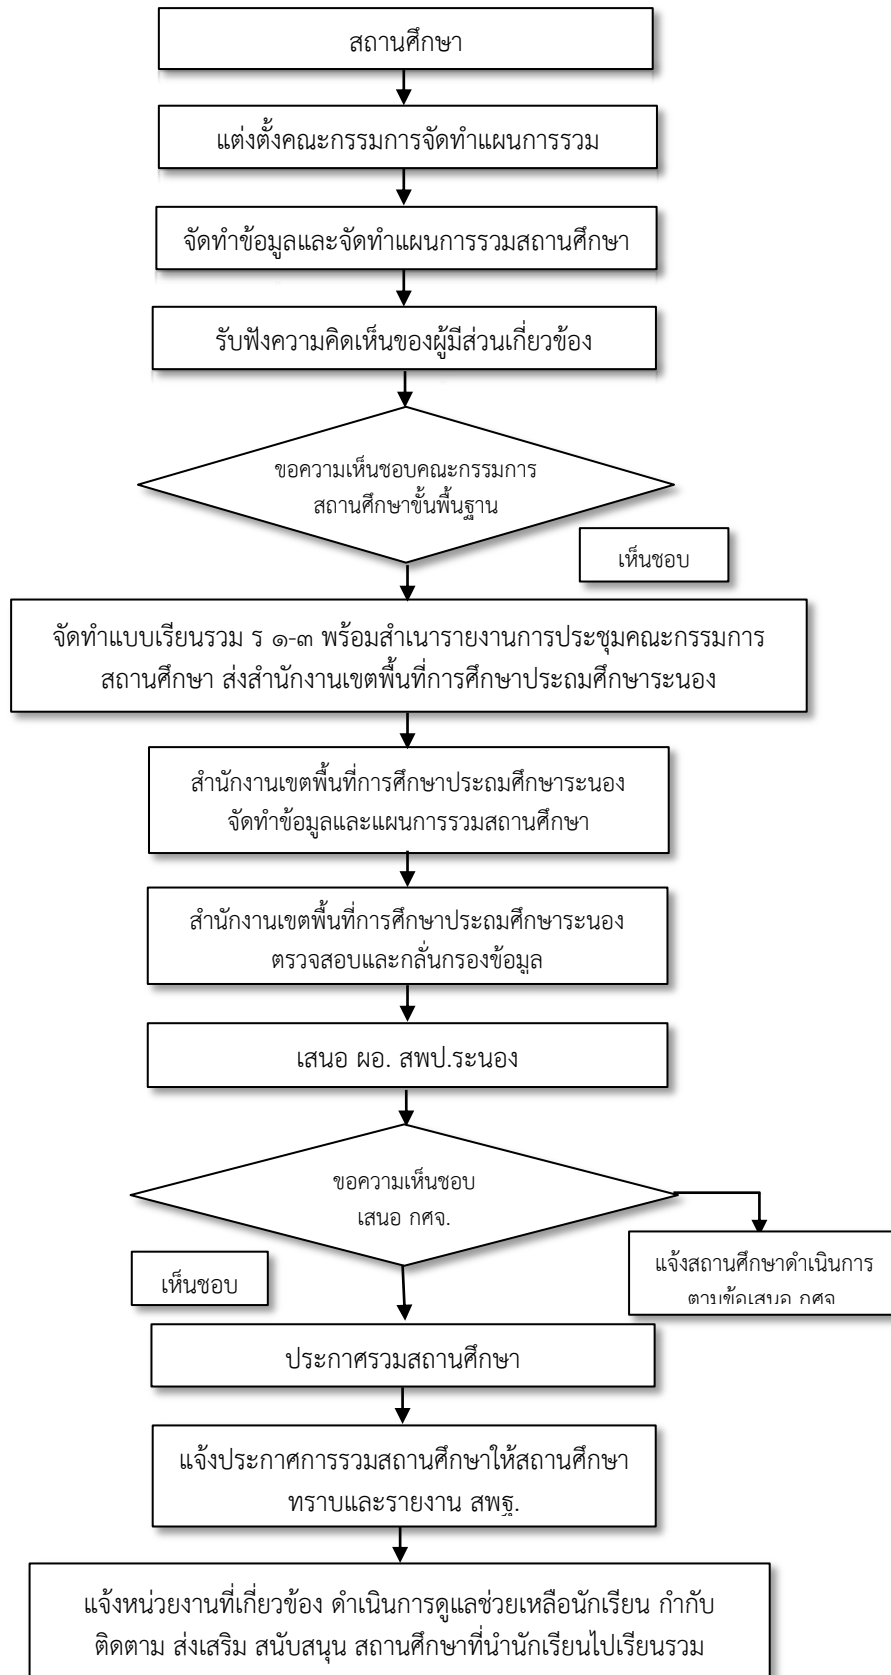 สถานศึกษา
แต่งตั้งคณะกรรมการจัดทำแผนการรวม
จัดทำข้อมูลและจัดทำแผนการรวมสถานศึกษา
รับฟังความคิดเห็นของผู้มีส่วนเกี่ยวข้อง
ขอความเห็นชอบคณะกรรมการ
สถานศึกษาขั้นพื้นฐาน
เห็นชอบ
จัดทำแบบเรียนรวม ร ๑-๓ พร้อมสำเนารายงานการประชุมคณะกรรมการ
สถานศึกษา ส่งสำนักงานเขตพื้นที่การศึกษาประถมศึกษาระนอง
สำนักงานเขตพื้นที่การศึกษาประถมศึกษาระนอง
จัดทำข้อมูลและแผนการรวมสถานศึกษา
สำนักงานเขตพื้นที่การศึกษาประถมศึกษาระนอง
ตรวจสอบและกลั่นกรองข้อมูล
เสนอ ผอ. สพป.ระนอง
ขอความเห็นชอบ
เสนอ กศจ.
แจ้งสถานศึกษาดำเนินการ
ตามข้อเสนอ กศจ
เห็นชอบ
ประกาศรวมสถานศึกษา
แจ้งประกาศการรวมสถานศึกษาให้สถานศึกษา
ทราบและรายงาน สพฐ.
แจ้งหน่วยงานที่เกี่ยวข้อง ดำเนินการดูแลช่วยเหลือนักเรียน กำกับ
ติดตาม ส่งเสริม สนับสนุน สถานศึกษาที่นำนักเรียนไปเรียนรวม